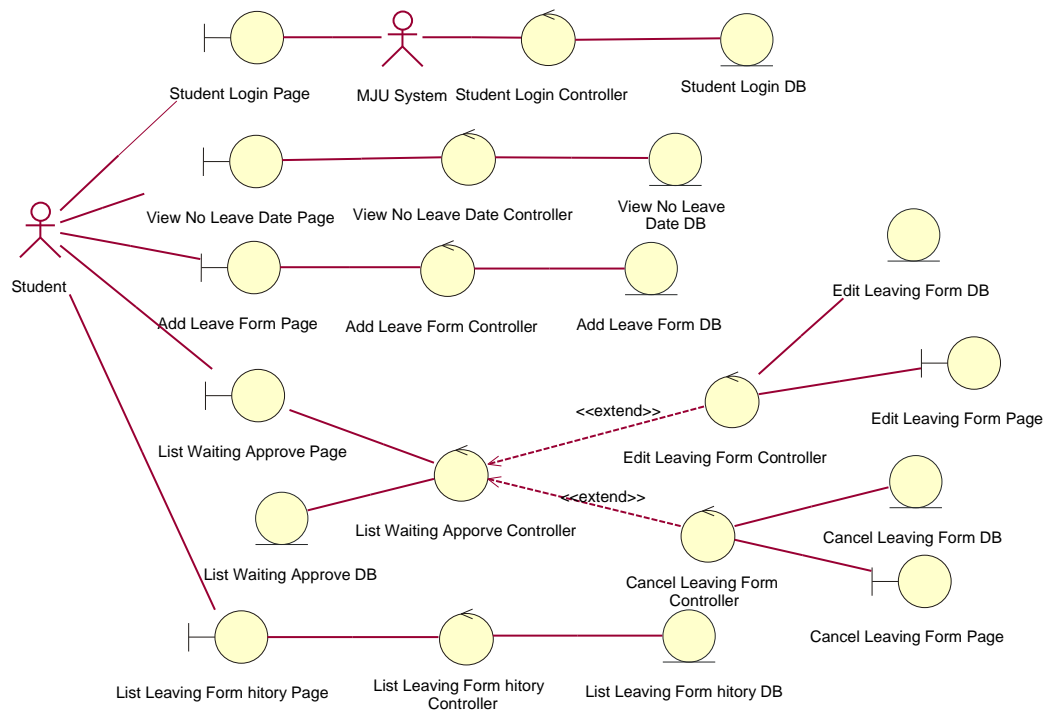 Student Login Page
MJU System
Student Login Controller
Student Login DB
View No Leave Date Page
View No Leave Date Controller
View No Leave
Date DB
Student
Add Leave Form Page
Add Leave Form Controller
Add Leave Form DB
Edit Leaving Form DB
<<extend>>
Edit Leaving Form Page
List Waiting Approve Page
Edit Leaving Form Controller
<<extend>>
List Waiting Apporve Controller
Cancel Leaving Form DB
List Waiting Approve DB
Cancel Leaving Form
Controller
Cancel Leaving Form Page
List Leaving Form hitory Page
List Leaving Form hitory
Controller
List Leaving Form hitory DB